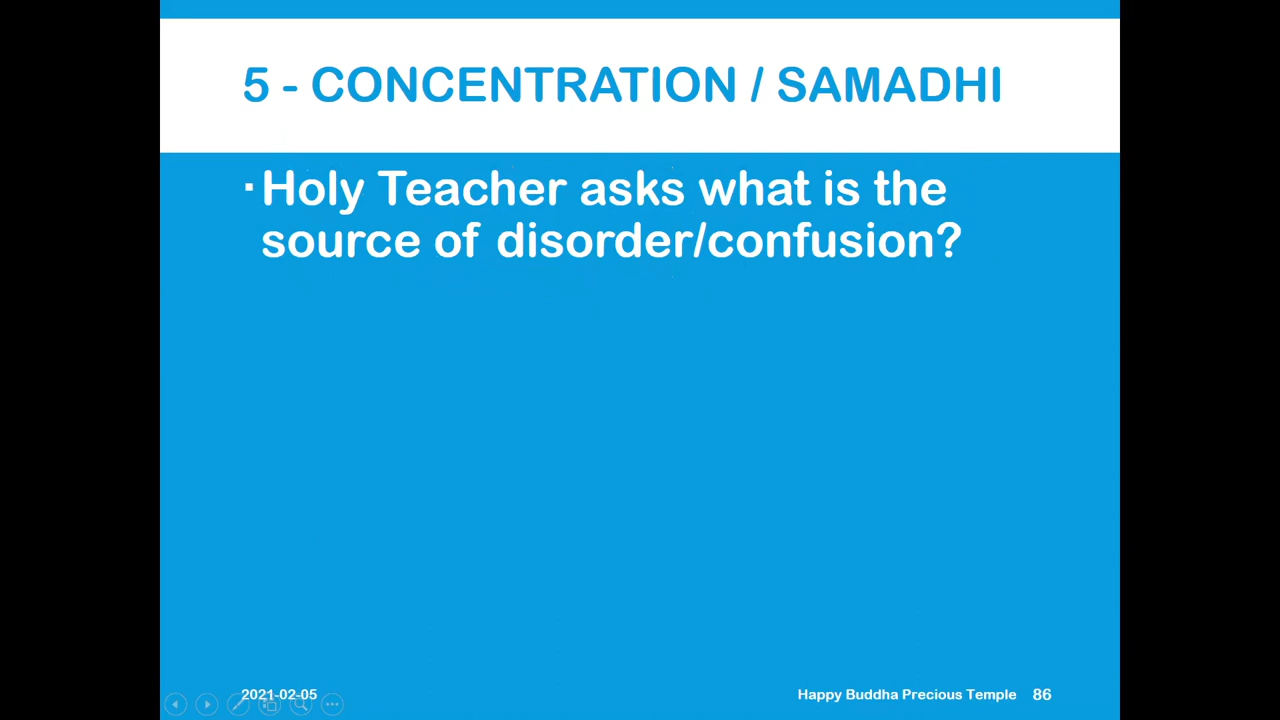 5 - CONCENTRATION / SAMADHI
▪Holy Teacher asks what is the
source of disorder/confusion?
2021-02-05
Happy Buddha Precious Temple 86